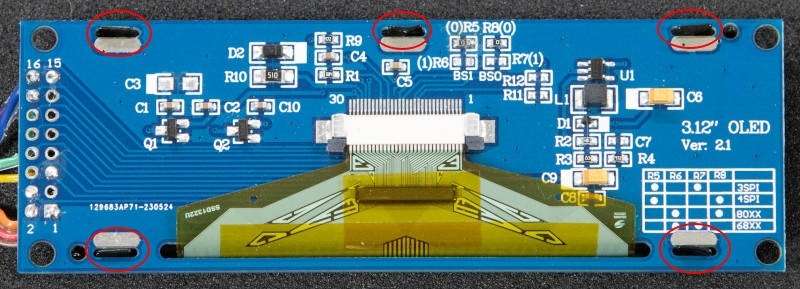 (0)R5 R8(0)
R9
D2
C4
(1)R6
R7(1)
U1
16 15
R10
510
R1
C5
BS1 BS0
R12
R11
C3
L1
C6
30
1
C1
C2
C10
D1
3.12" OLED
Ver: 2.1
Q1
Q2
R2
C7
R3
R4
C9
R5 R6 R7 R8
3SPI
4SPI
80XX
68XX
C8
129683AP71-230524
SSD1322U
2 1